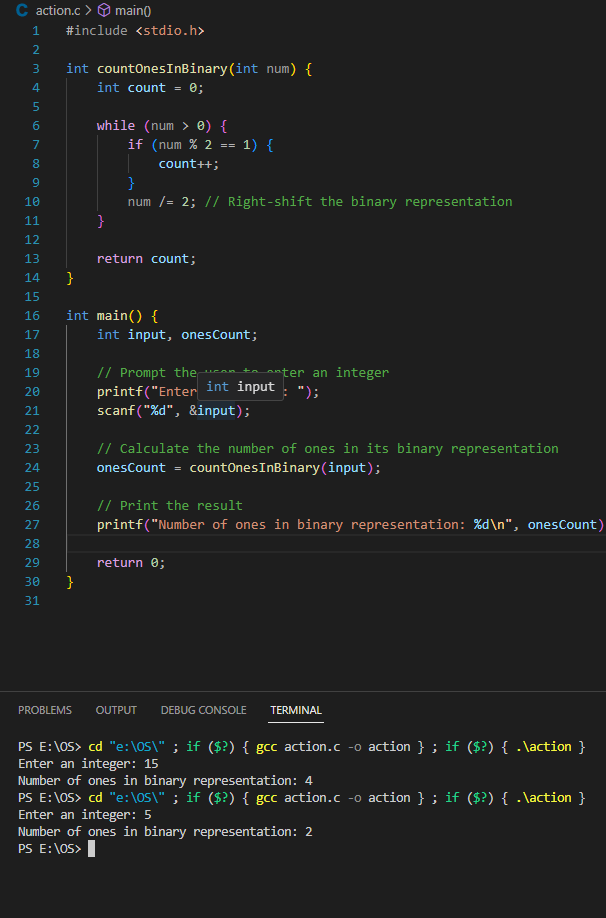 action.c > main()
1 #include <stdio.h>
2
3 int countOnesInBinary(int num) {
4 int count = 0;
5
6 while (num > 0) {
7 if (num % 2 == 1) {
8 count++;
9 }
10 num /= 2; // Right-shift the binary representation
11 }
12
13 return count;
14 }
15
16 int main() {
17 int input, onesCount;
18
19 // Prompt the user to enter an integer
20 printf("Enter : ");
int input
21 scanf("%d", &input);
22
23 // Calculate the number of ones in its binary representation
24 onesCount = countOnesInBinary(input);
25
26 // Print the result
27 printf("Number of ones in binary representation: %d\n", onesCount)
28
29 return 0;
30 }
31
PROBLEMS OUTPUT DEBUG CONSOLE TERMINAL
PS E:\OS> cd "e:\OS\" ; if ($?) { gcc action.c -o action } ; if ($?) { .\action }
Enter an integer: 15
Number of ones in binary representation: 4
PS E:\OS> cd "e:\OS\" ; if ($?) { gcc action.c -o action } ; if ($?) { .\action }
Enter an integer: 5
Number of ones in binary representation: 2
PS E:\OS>